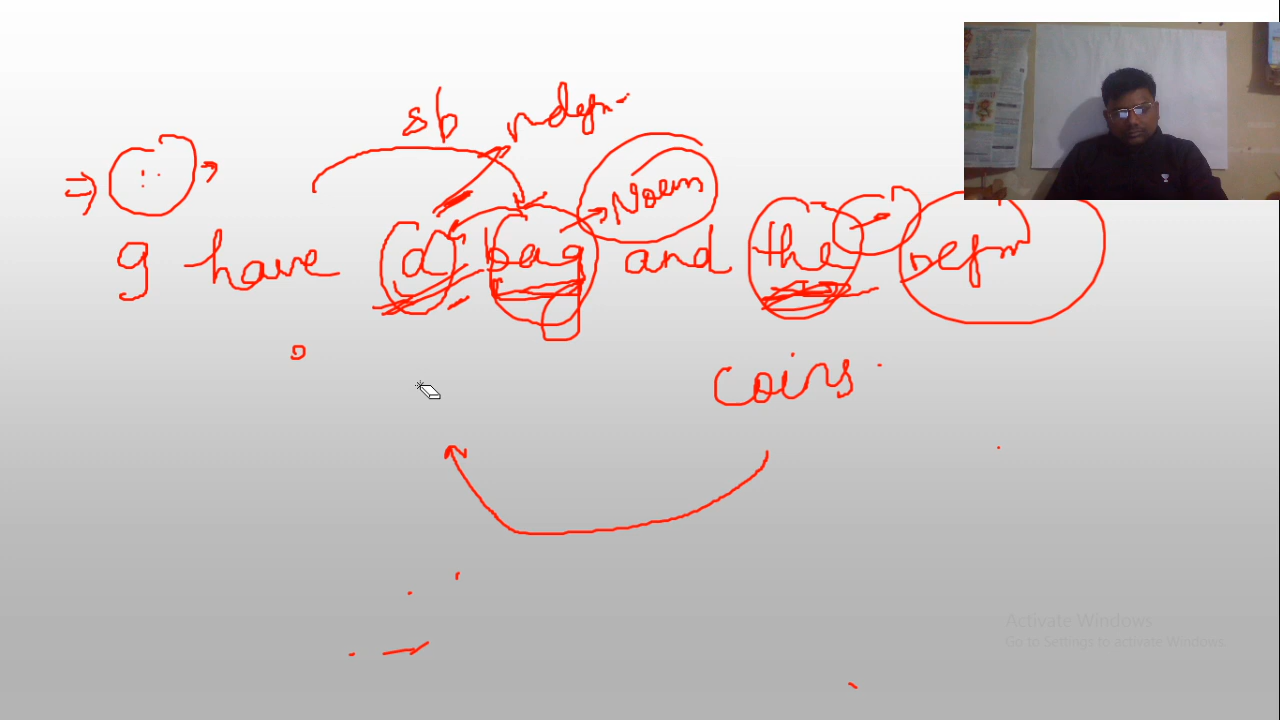 sb indefn
Noun
I have a bag and the Defn
coins
Activate Windows
Go to Settings to activate Windows